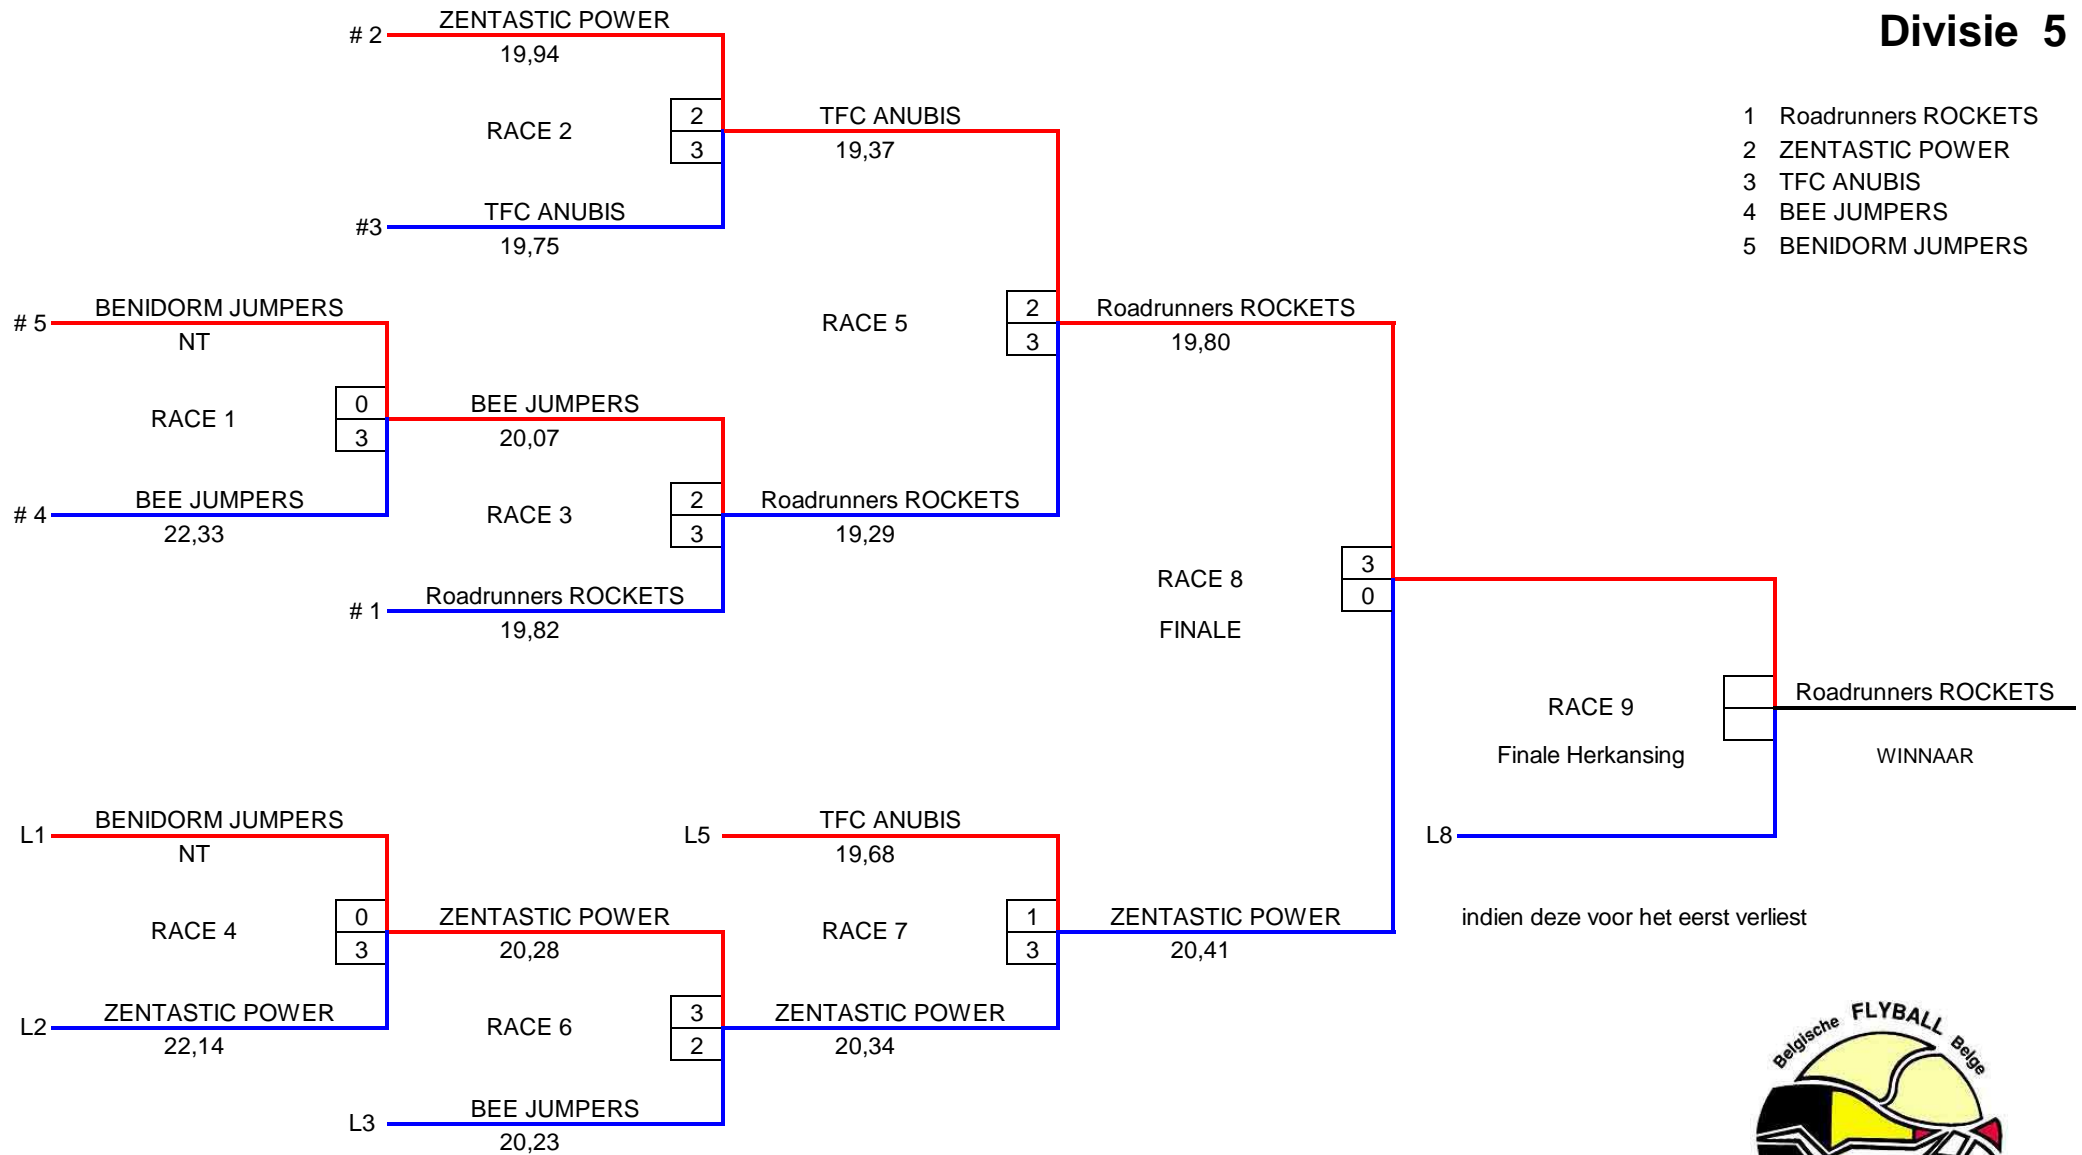 Divisie 5
1 Roadrunners ROCKETS
2 ZENTASTIC POWER
3 TFC ANUBIS
4 BEE JUMPERS
5 BENIDORM JUMPERS
# 2
ZENTASTIC POWER
19,94
RACE 2
2
3
#3
TFC ANUBIS
19,75
TFC ANUBIS
19,37
# 5
BENIDORM JUMPERS
NT
RACE 1
0
3
# 4
BEE JUMPERS
22,33
BEE JUMPERS
20,07
RACE 3
2
3
# 1
Roadrunners ROCKETS
19,82
RACE 5
2
3
Roadrunners ROCKETS
19,29
Roadrunners ROCKETS
19,80
RACE 8
3
0
FINALE
RACE 9
Finale Herkansing
Roadrunners ROCKETS
WINNAAR
L8
indien deze voor het eerst verliest
L1
BENIDORM JUMPERS
NT
RACE 4
0
3
L2
ZENTASTIC POWER
22,14
ZENTASTIC POWER
20,28
RACE 6
3
2
L3
BEE JUMPERS
20,23
L5
TFC ANUBIS
19,68
RACE 7
1
3
ZENTASTIC POWER
20,34
ZENTASTIC POWER
20,41
Belgische FLYBALL Belge